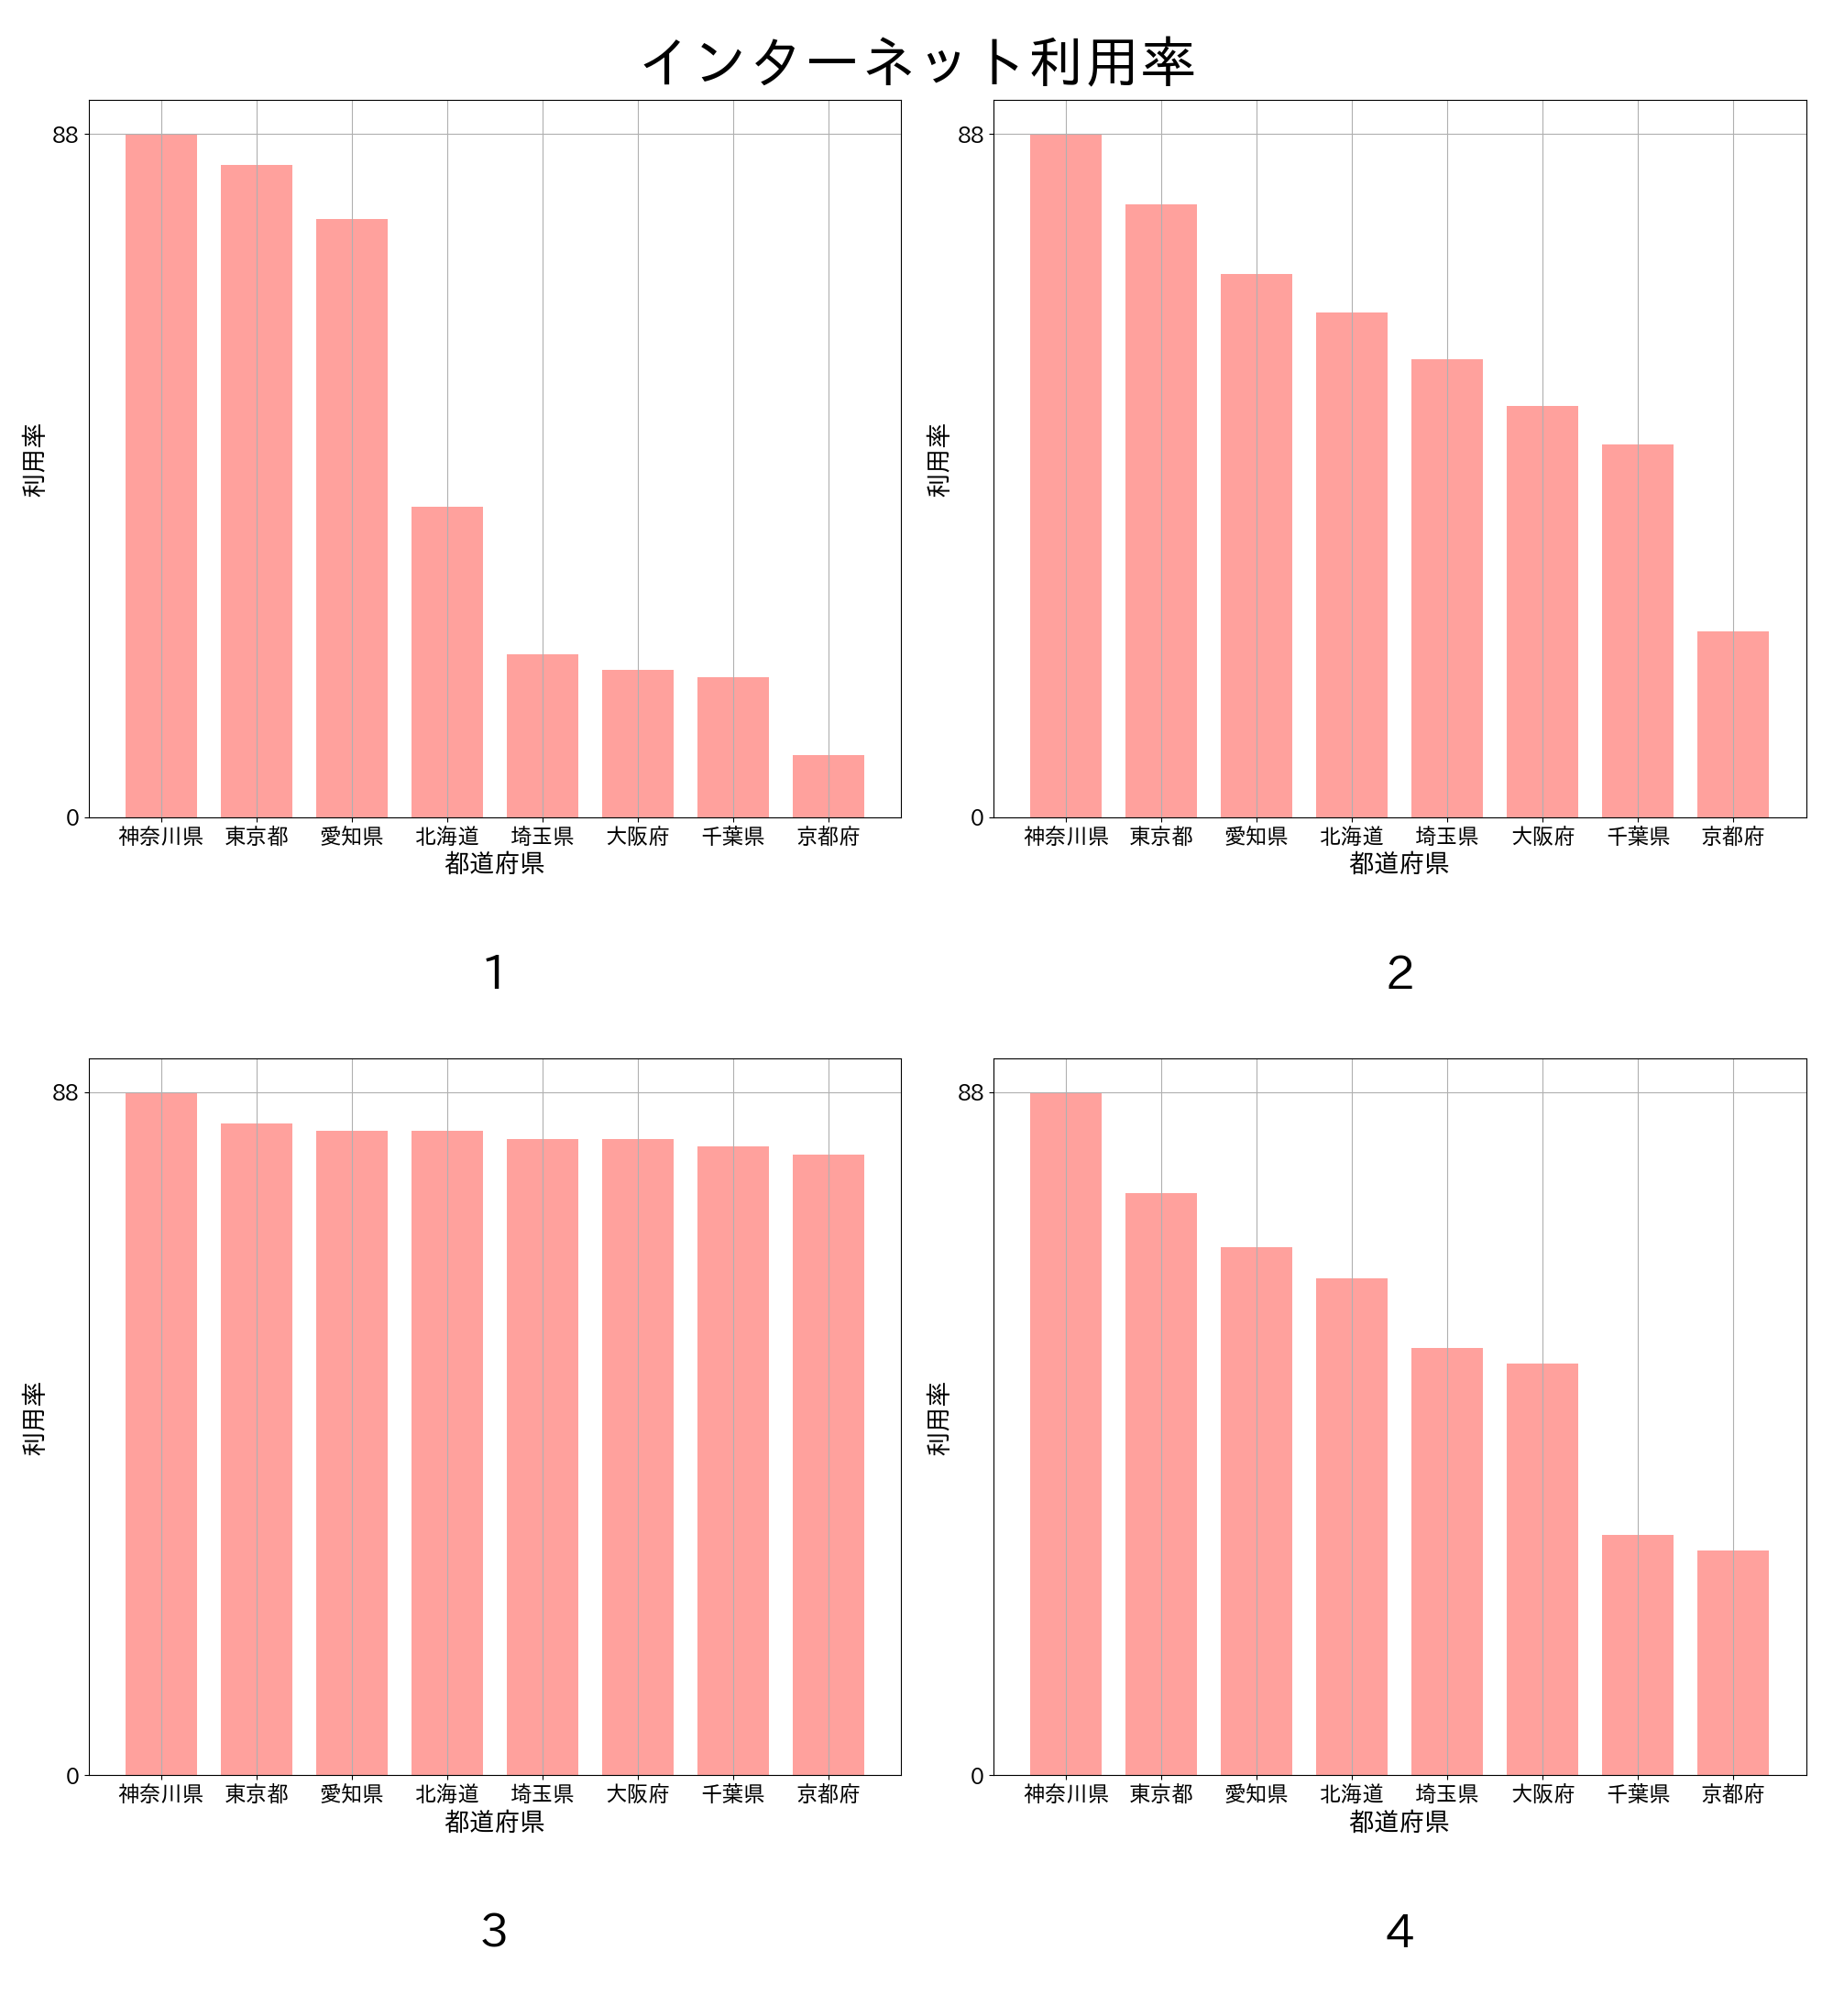 インターネット利用率
88
0
利用率
神奈川県 東京都 愛知県 北海道 埼玉県 大阪府 千葉県 京都府
都道府県
1
88
0
利用率
神奈川県 東京都 愛知県 北海道 埼玉県 大阪府 千葉県 京都府
都道府県
2
88
0
利用率
神奈川県 東京都 愛知県 北海道 埼玉県 大阪府 千葉県 京都府
都道府県
3
88
0
利用率
神奈川県 東京都 愛知県 北海道 埼玉県 大阪府 千葉県 京都府
都道府県
4